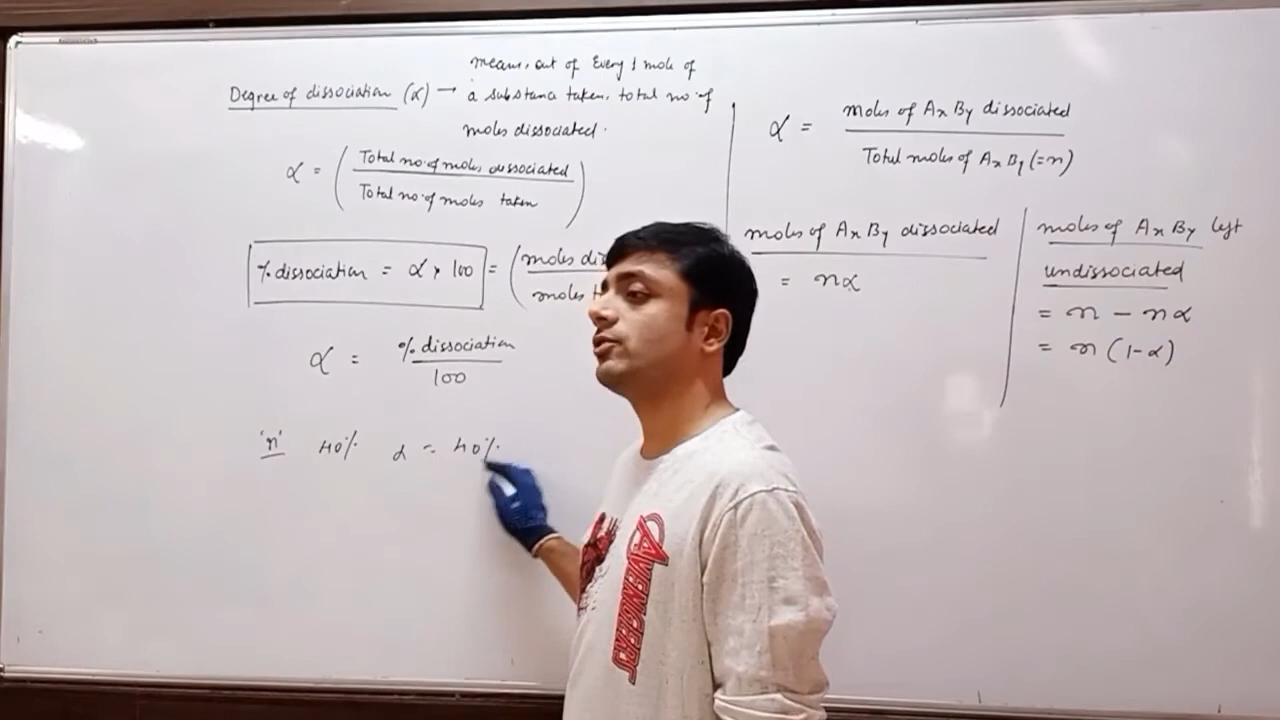 means, out of Every 1 mole of
Degree of dissociation (α) → a substance taken, total no. of
moles dissociated.
α = ( Total no. of moles dissociated
Total no. of moles taken )
% dissociation = α × 100 = ( moles
moles
α = % dissociation
100
'n' 40% α = 40%
α = moles of AxBy dissociated
Total moles of AxBy (=n)
moles of AxBy dissociated
= nα
moles of AxBy left
undissociated
= n - nα
= n (1-α)
AVENGERS